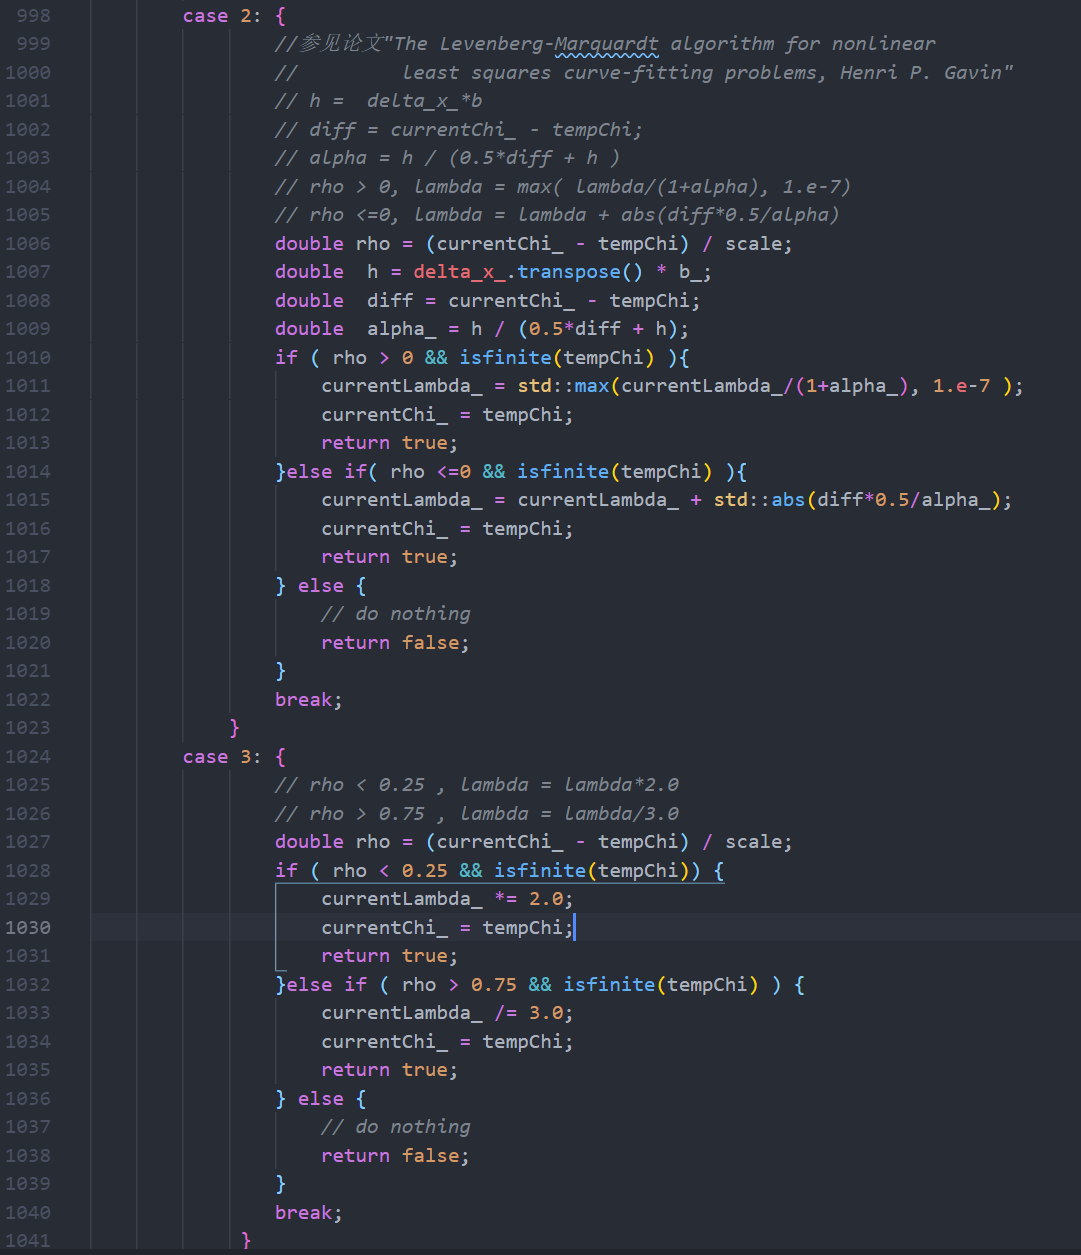 998 case 2: {
999 //参见论文"The Levenberg-Marquardt algorithm for nonlinear
1000 //         least squares curve-fitting problems, Henri P. Gavin"
1001 // h =  delta_x_*b
1002 // diff = currentChi_ - tempChi;
1003 // alpha = h / (0.5*diff + h )
1004 // rho > 0, lambda = max( lambda/(1+alpha), 1.e-7)
1005 // rho <=0, lambda = lambda + abs(diff*0.5/alpha)
1006 double rho = (currentChi_ - tempChi) / scale;
1007 double  h = delta_x_.transpose() * b_;
1008 double  diff = currentChi_ - tempChi;
1009 double  alpha_ = h / (0.5*diff + h);
1010 if ( rho > 0 && isfinite(tempChi) ){
1011 currentLambda_ = std::max(currentLambda_/(1+alpha_), 1.e-7 );
1012 currentChi_ = tempChi;
1013 return true;
1014 }else if( rho <=0 && isfinite(tempChi) ){
1015 currentLambda_ = currentLambda_ + std::abs(diff*0.5/alpha_);
1016 currentChi_ = tempChi;
1017 return true;
1018 } else {
1019 // do nothing
1020 return false;
1021 }
1022 break;
1023 }
1024 case 3: {
1025 // rho < 0.25 , lambda = lambda*2.0
1026 // rho > 0.75 , lambda = lambda/3.0
1027 double rho = (currentChi_ - tempChi) / scale;
1028 if ( rho < 0.25 && isfinite(tempChi)) {
1029 currentLambda_ *= 2.0;
1030 currentChi_ = tempChi;
1031 return true;
1032 }else if ( rho > 0.75 && isfinite(tempChi) ) {
1033 currentLambda_ /= 3.0;
1034 currentChi_ = tempChi;
1035 return true;
1036 } else {
1037 // do nothing
1038 return false;
1039 }
1040 break;
1041 }